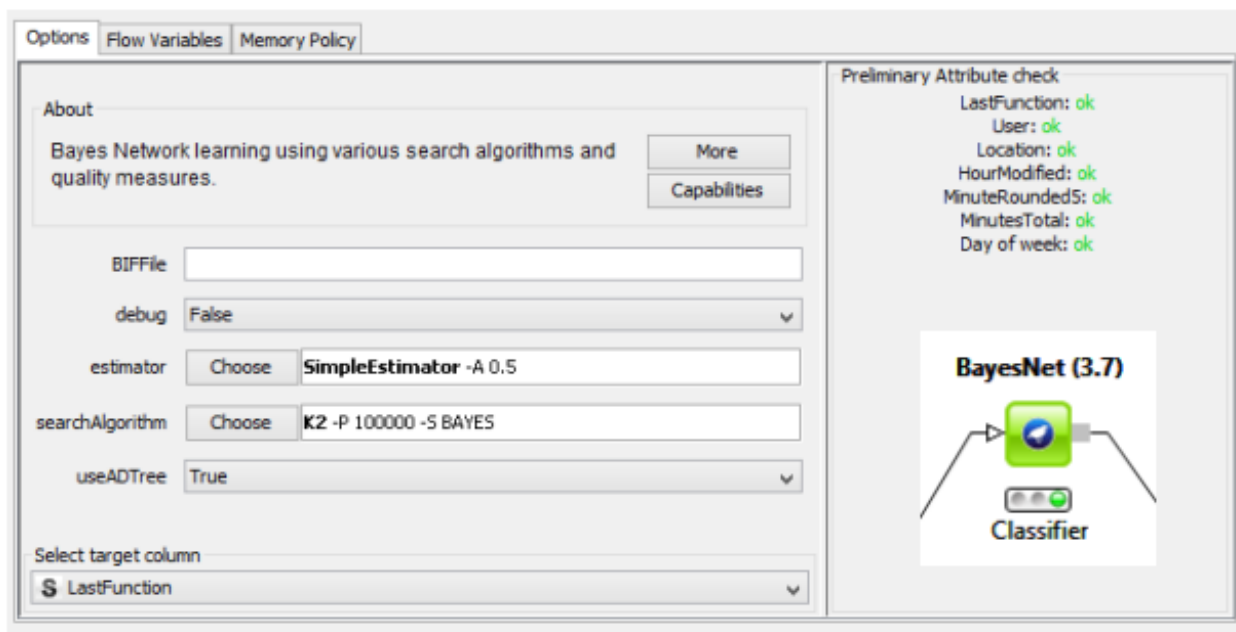 Options Flow Variables Memory Policy
About
Bayes Network learning using various search algorithms and
quality measures.
More
Capabilities
BIFFile
debug False
estimator Choose SimpleEstimator -A 0.5
searchAlgorithm Choose K2 -P 100000 -S BAYES
useADTree True
Select target column
S LastFunction
Preliminary Attribute check
LastFunction: ok
User: ok
Location: ok
HourModified: ok
MinuteRounded5: ok
MinutesTotal: ok
Day of week: ok
BayesNet (3.7)
Classifier